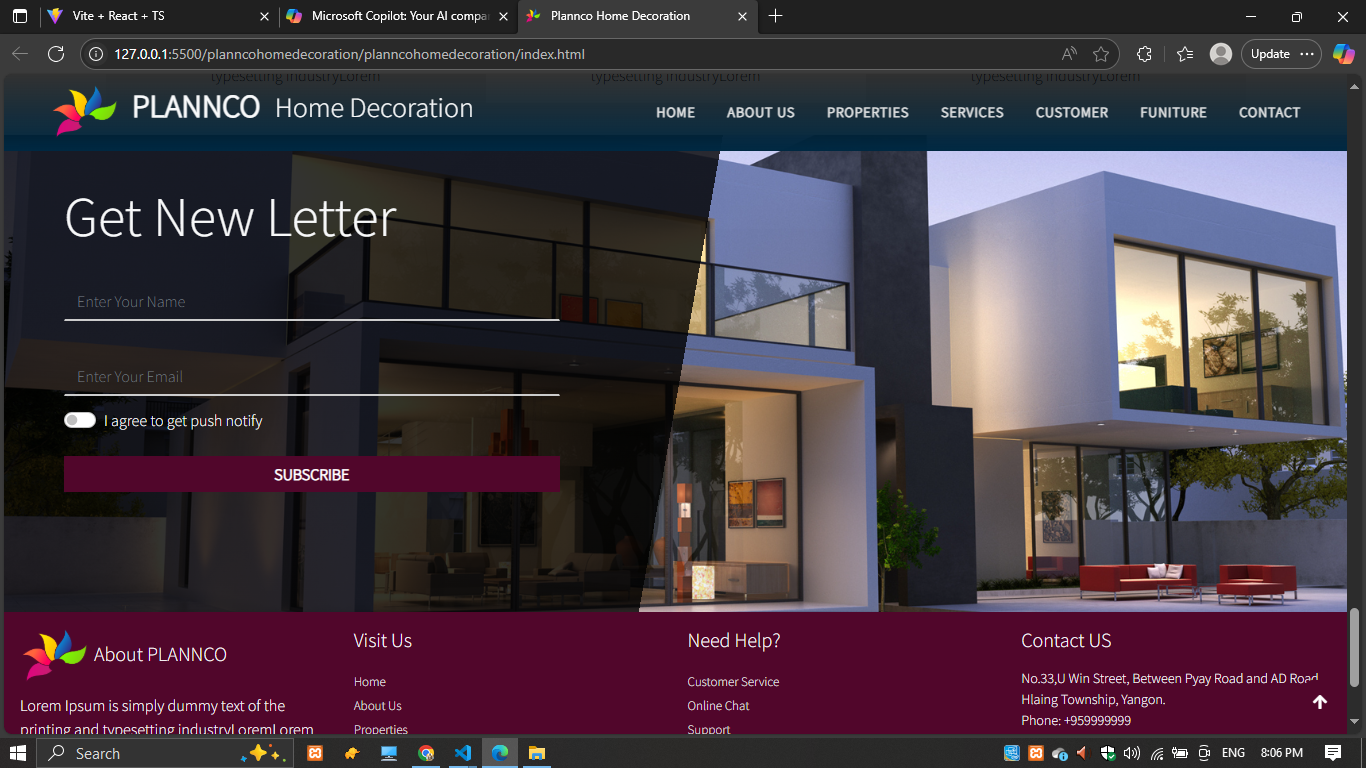 Vite + React + TS
Microsoft Copilot: Your AI compa
Plannco Home Decoration
127.0.0.1:5500/planncohomedecoration/planncohomedecoration/index.html
Update
typesetting industryLorem typesetting industryLorem typesetting industryLorem
PLANNCO Home Decoration
HOME ABOUT US PROPERTIES SERVICES CUSTOMER FUNITURE CONTACT
Get New Letter
Enter Your Name
Enter Your Email
I agree to get push notify
SUBSCRIBE
About PLANNCO
Lorem Ipsum is simply dummy text of the
printing and typesetting industryLoremLorem
Visit Us
Home
About Us
Properties
Need Help?
Customer Service
Online Chat
Support
Contact US
No.33,U Win Street, Between Pyay Road and AD Road,
Hlaing Township, Yangon.
Phone: +959999999
Search
ENG
8:06 PM